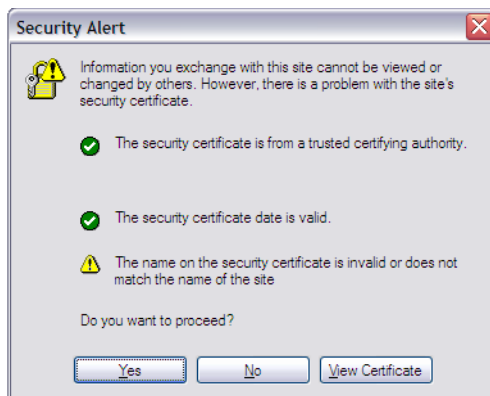 Security Alert
Information you exchange with this site cannot be viewed or
changed by others. However, there is a problem with the site's
security certificate.
The security certificate is from a trusted certifying authority.
The security certificate date is valid.
The name on the security certificate is invalid or does not
match the name of the site
Do you want to proceed?
Yes No View Certificate